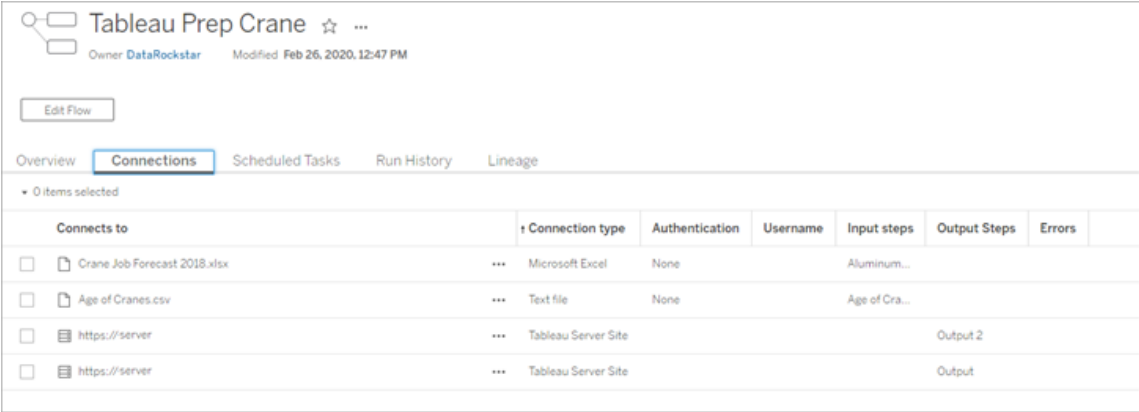 Tableau Prep Crane ☆ ...
Owner DataRockstar Modified Feb 26, 2020, 12:47 PM
Edit Flow
Overview Connections Scheduled Tasks Run History Lineage
▾ 0 items selected
Connects to ↑ Connection type Authentication Username Input steps Output Steps Errors
Crane Job Forecast 2018.xlsx ... Microsoft Excel None Aluminum...
Age of Cranes.csv ... Text file None Age of Cra...
https://server ... Tableau Server Site Output 2
https://server ... Tableau Server Site Output